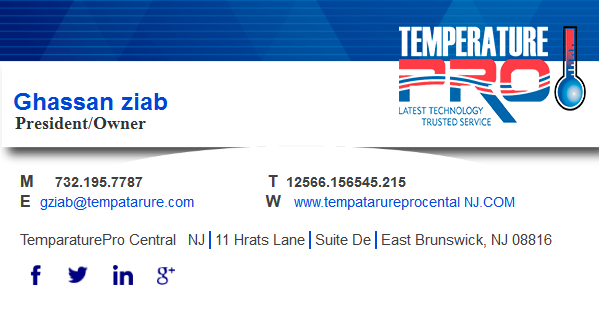 TEMPERATURE
PRO
LATEST TECHNOLOGY
TRUSTED SERVICE
Ghassan ziab
President/Owner
M 732.195.7787 T 12566.156545.215
E gziab@tempatarure.com W www.tempatarureprocental NJ.COM
TemparaturePro Central NJ | 11 Hrats Lane | Suite De | East Brunswick, NJ 08816
f in g+